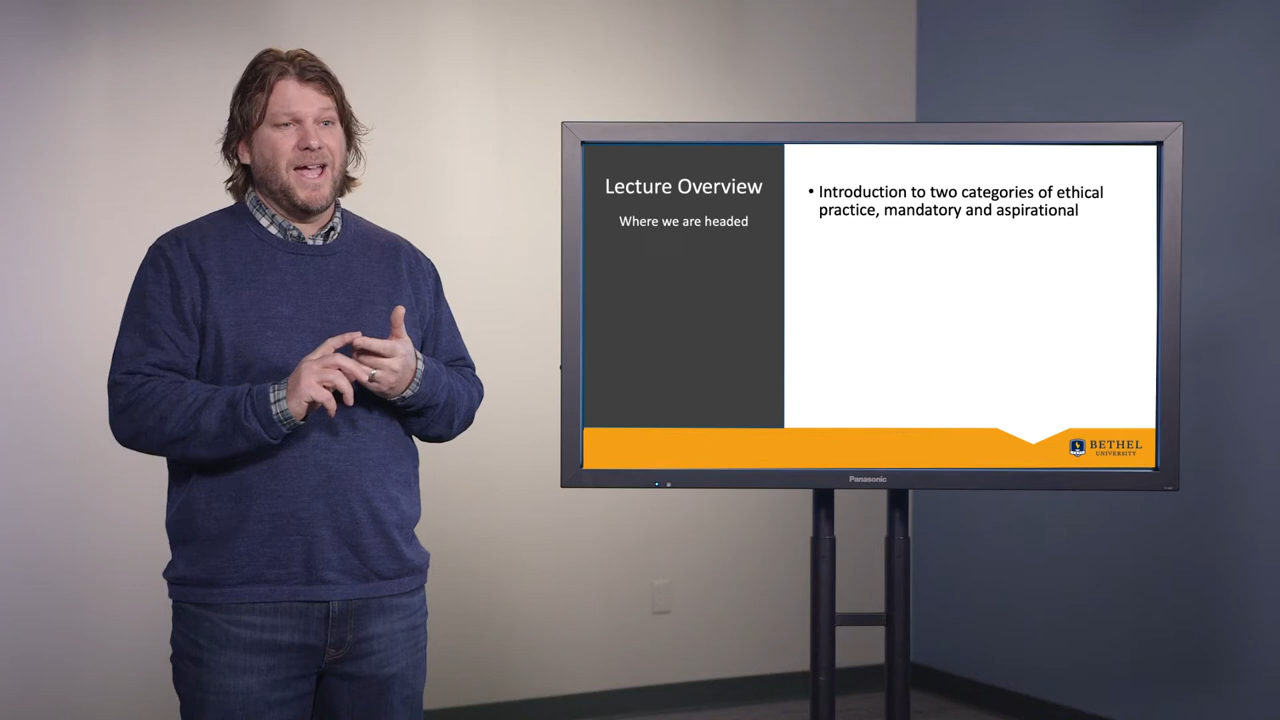 Lecture Overview
Where we are headed
• Introduction to two categories of ethical
practice, mandatory and aspirational
BETHEL
UNIVERSITY
Panasonic